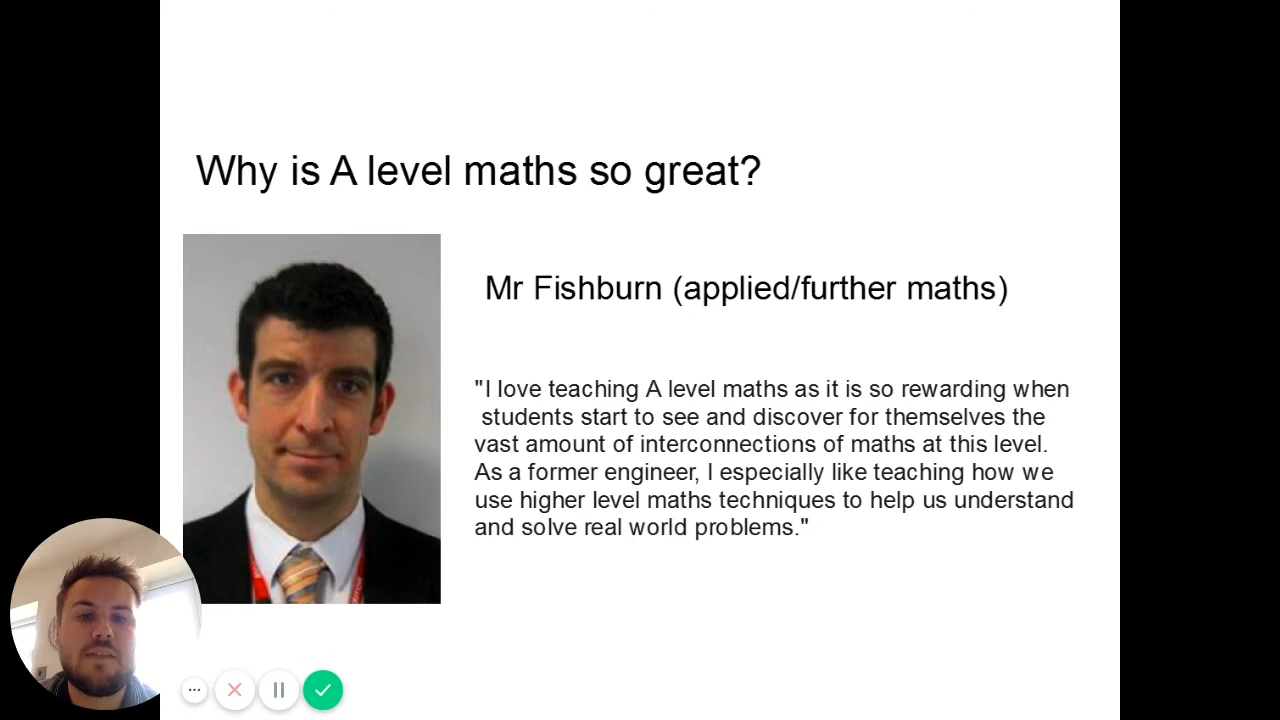 Why is A level maths so great?
Mr Fishburn (applied/further maths)
"I love teaching A level maths as it is so rewarding when
students start to see and discover for themselves the
vast amount of interconnections of maths at this level.
As a former engineer, I especially like teaching how we
use higher level maths techniques to help us understand
and solve real world problems."